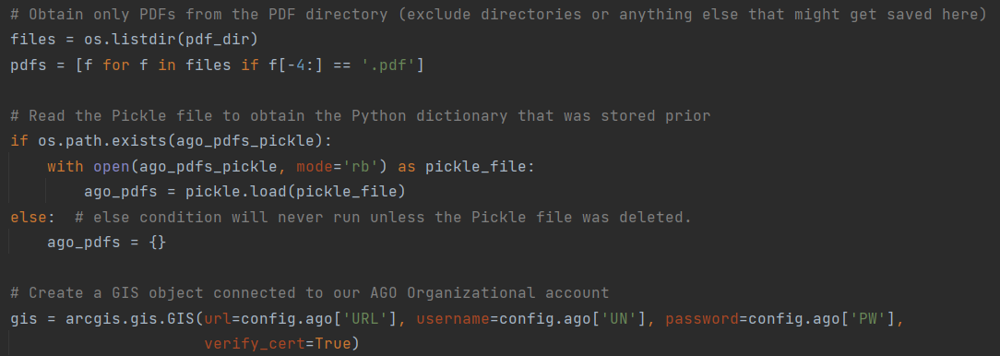 # Obtain only PDFs from the PDF directory (exclude directories or anything else that might get saved here)
files = os.listdir(pdf_dir)
pdfs = [f for f in files if f[-4:] == '.pdf']

# Read the Pickle file to obtain the Python dictionary that was stored prior
if os.path.exists(ago_pdfs_pickle):
    with open(ago_pdfs_pickle, mode='rb') as pickle_file:
        ago_pdfs = pickle.load(pickle_file)
else:  # else condition will never run unless the Pickle file was deleted.
    ago_pdfs = {}

# Create a GIS object connected to our AGO Organizational account
gis = arcgis.gis.GIS(url=config.ago['URL'], username=config.ago['UN'], password=config.ago['PW'],
                     verify_cert=True)